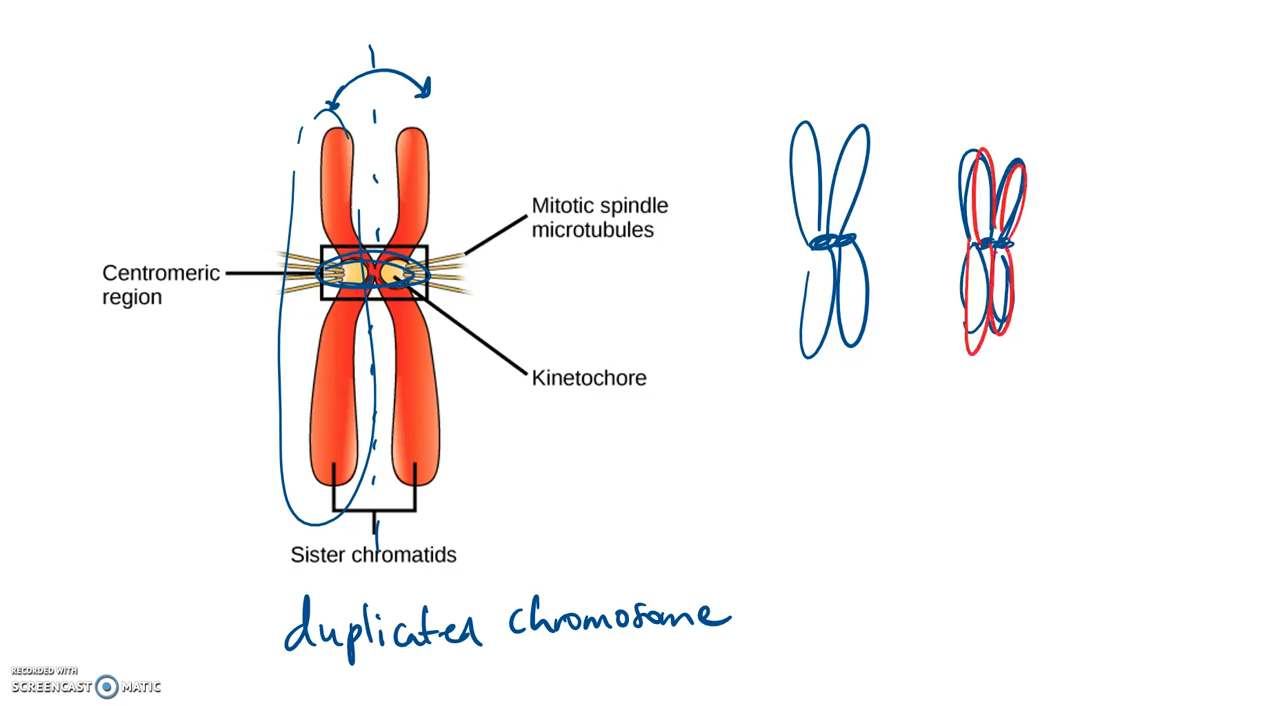 Mitotic spindle
microtubules
Centromeric
region
Kinetochore
Sister chromatids
duplicated chromosome
RECORDED WITH
SCREENCAST MATIC